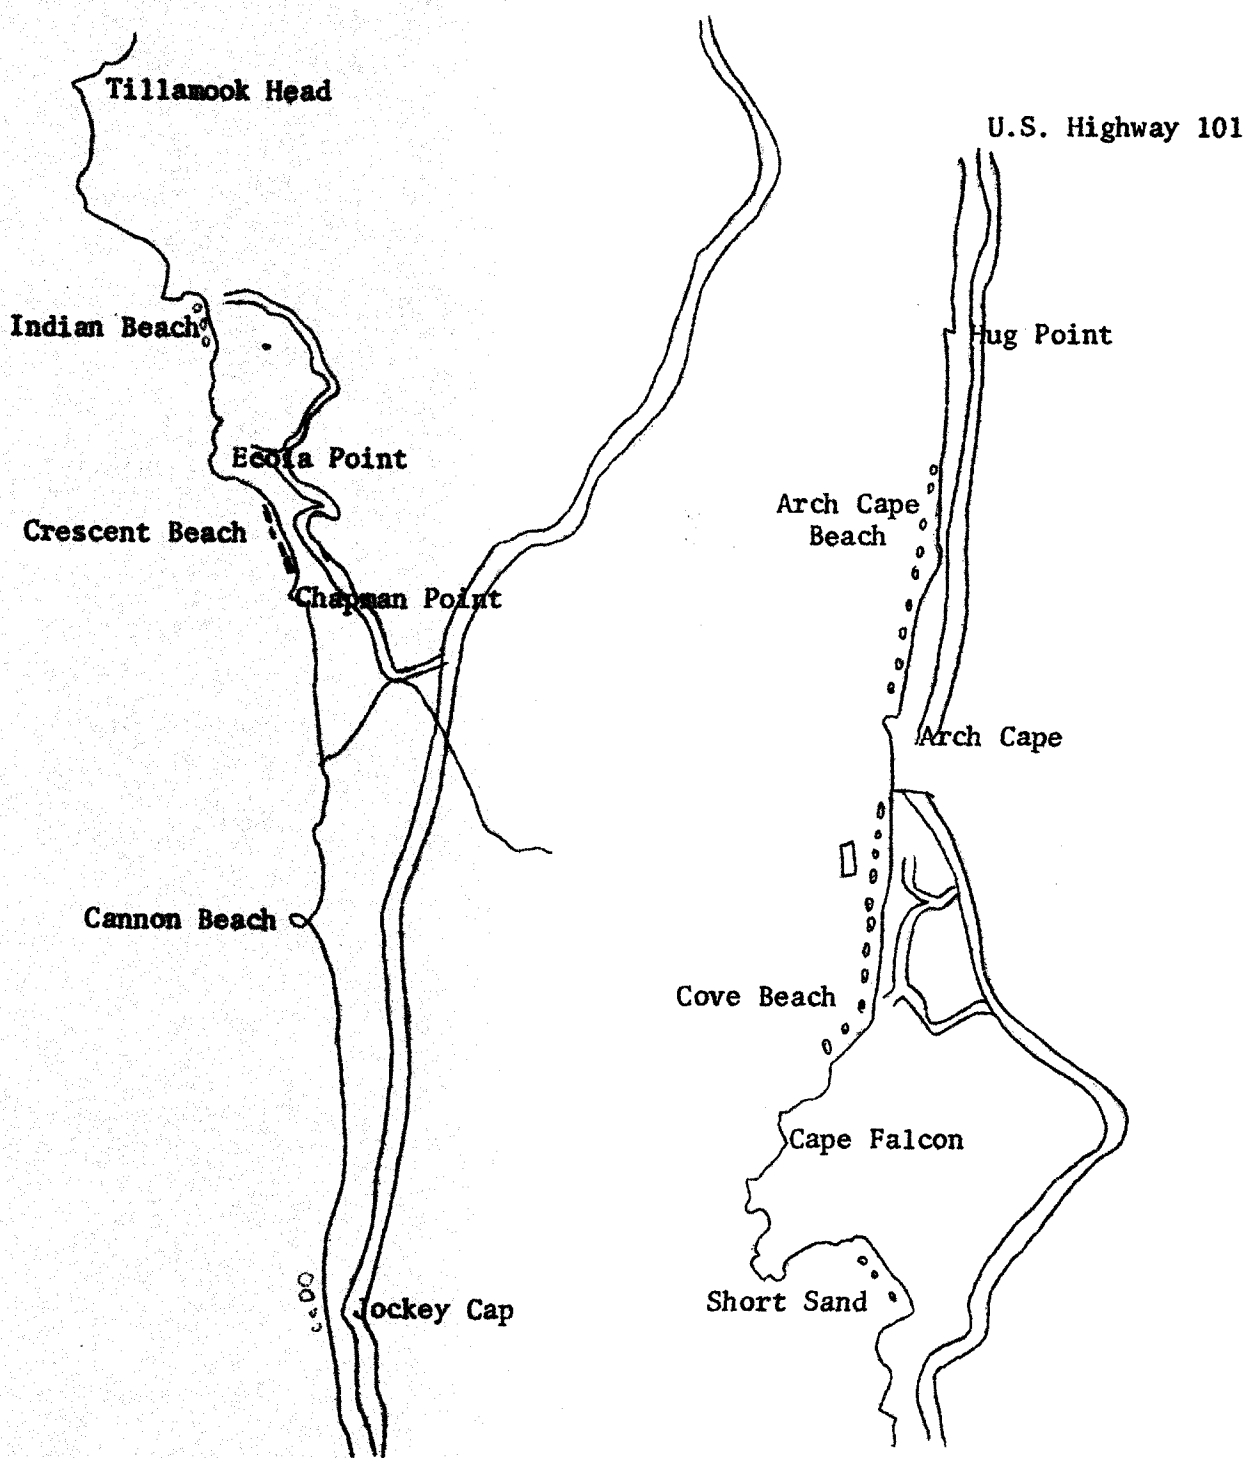 Tillamook Head
U.S. Highway 101
Indian Beach
Hug Point
Ecola Point
Arch Cape
Beach
Crescent Beach
Chapman Point
Arch Cape
Cannon Beach
Cove Beach
Cape Falcon
Short Sand
Jockey Cap